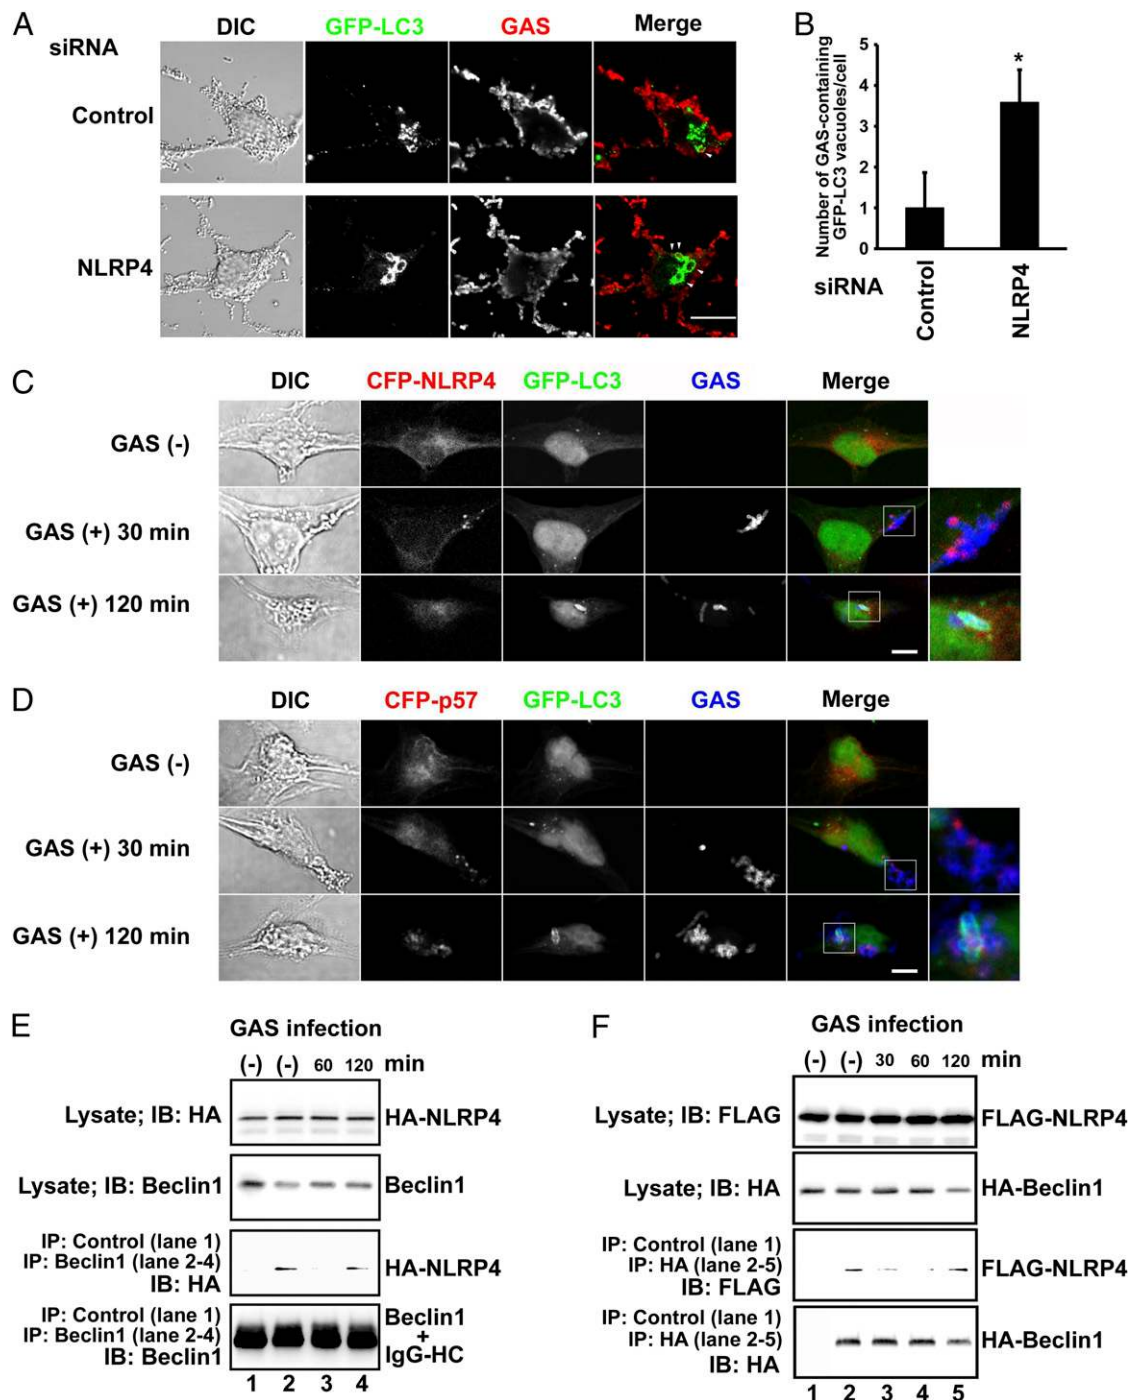 A
DIC GFP-LC3 GAS Merge
siRNA
Control
NLRP4
B
Number of GAS-containing
GFP-LC3 vacuoles/cell
5
4
3
2
1
0
*
siRNA
Control
NLRP4
C
DIC CFP-NLRP4 GFP-LC3 GAS Merge
GAS (-)
GAS (+) 30 min
GAS (+) 120 min
D
DIC CFP-p57 GFP-LC3 GAS Merge
GAS (-)
GAS (+) 30 min
GAS (+) 120 min
E
GAS infection
(-) (-) 60 120 min
Lysate; IB: HA HA-NLRP4
Lysate; IB: Beclin1 Beclin1
IP: Control (lane 1)
IP: Beclin1 (lane 2-4)
IB: HA
HA-NLRP4
IP: Control (lane 1)
IP: Beclin1 (lane 2-4)
IB: Beclin1
Beclin1
+
IgG-HC
1 2 3 4
F
GAS infection
(-) (-) 30 60 120 min
Lysate; IB: FLAG FLAG-NLRP4
Lysate; IB: HA HA-Beclin1
IP: Control (lane 1)
IP: HA (lane 2-5)
IB: FLAG
FLAG-NLRP4
IP: Control (lane 1)
IP: HA (lane 2-5)
IB: HA
HA-Beclin1
1 2 3 4 5